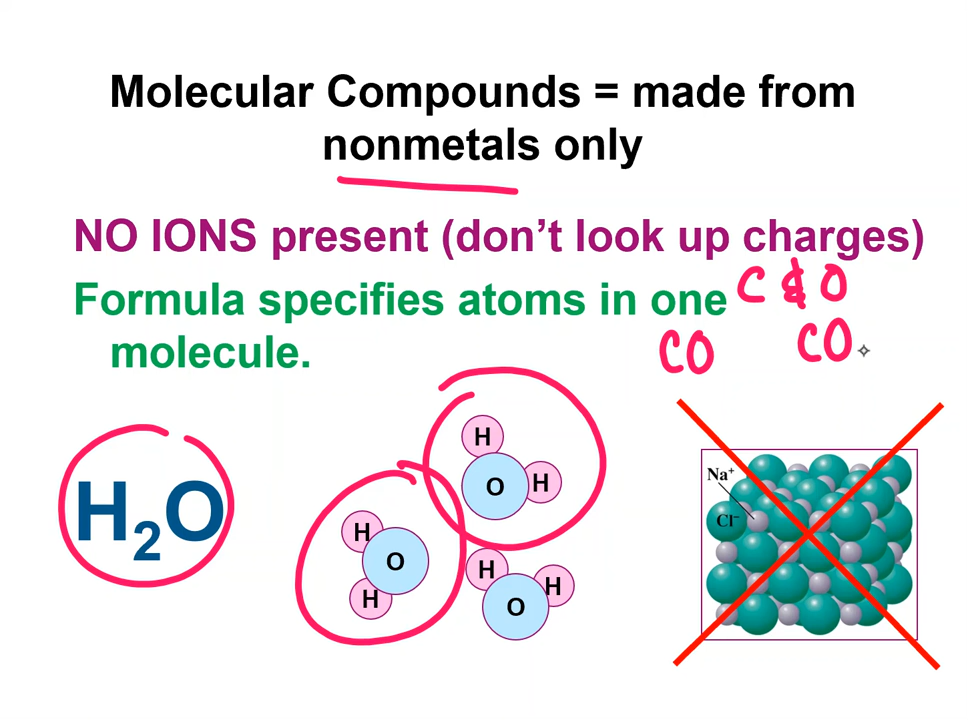 Molecular Compounds = made from
nonmetals only
NO IONS present (don't look up charges)
C & O
Formula specifies atoms in one
molecule.
CO CO
H₂O
H
O
H
H
O
H
H
H
O
Na⁺
Cl⁻